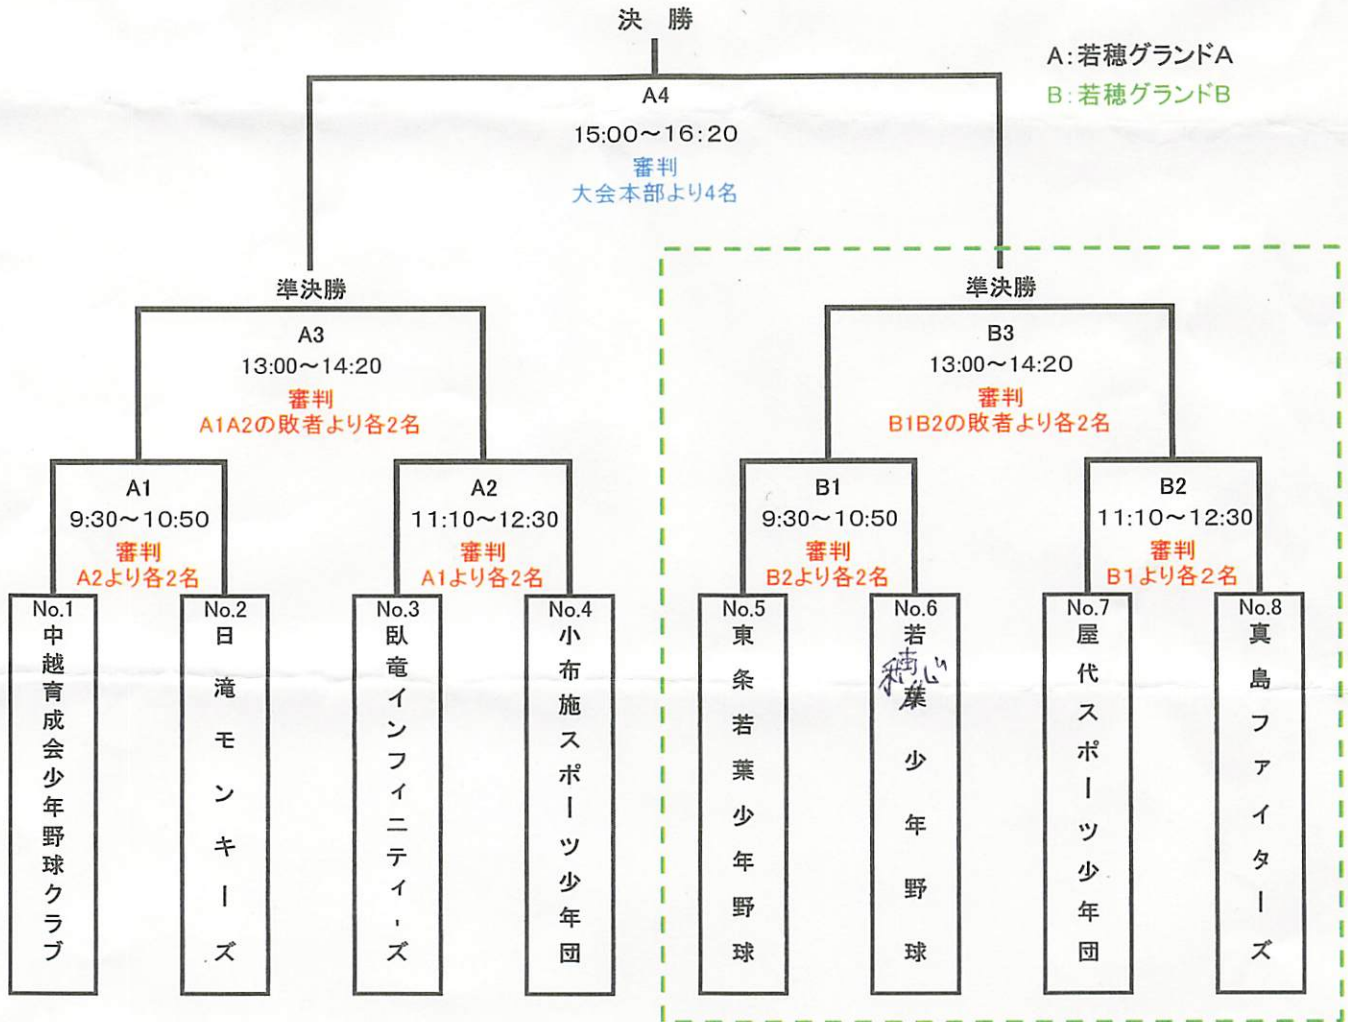 決 勝
A:若穂グランドA
B:若穂グランドB
A4
15:00～16:20
審判
大会本部より4名
準決勝
A3
13:00～14:20
審判
A1A2の敗者より各2名
準決勝
B3
13:00～14:20
審判
B1B2の敗者より各2名
A1
9:30～10:50
審判
A2より各2名
A2
11:10～12:30
審判
A1より各2名
B1
9:30～10:50
審判
B2より各2名
B2
11:10～12:30
審判
B1より各2名
No.1
中越育成会少年野球クラブ
No.2
日滝モンキーズ
No.3
臥竜インフィニティーズ
No.4
小布施スポーツ少年団
No.5
東条若葉少年野球
No.6
若穂少年野球
No.7
屋代スポーツ少年団
No.8
真島ファイターズ